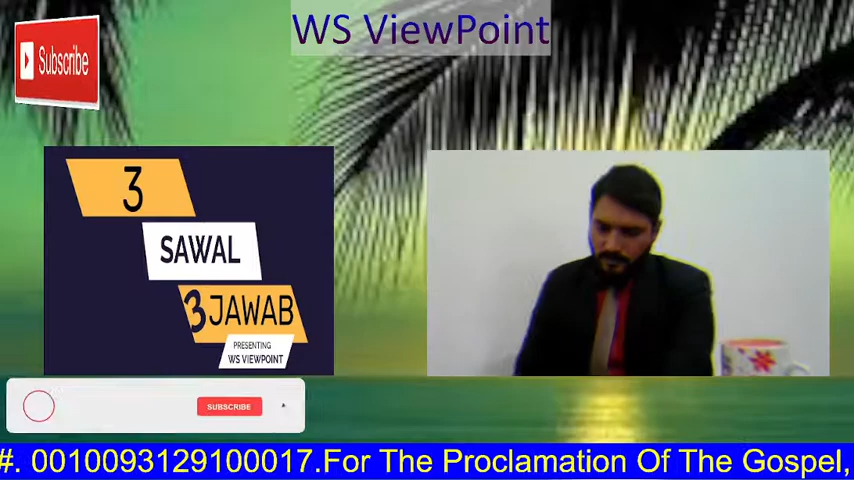 WS ViewPoint
Subscribe
3
SAWAL
3 JAWAB
PRESENTING
WS VIEWPOINT
SUBSCRIBE
#. 0010093129100017.For The Proclamation Of The Gospel,